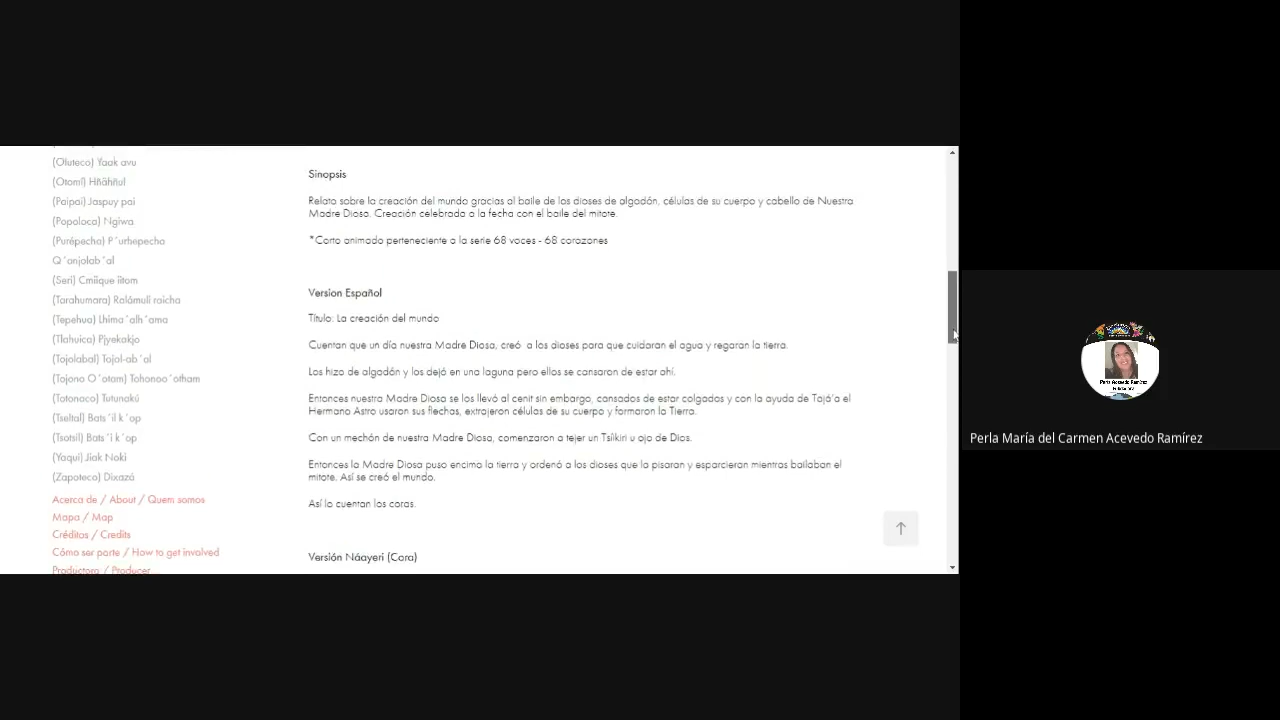 (Oluteco) Yaak avu
(Otomí) Hñähñul
(Paipai) Jaspuy pai
(Popoloca) Ngiwa
(Purépecha) P´urhepecha
Q´anjolab´al
(Seri) Cmiique iitom
(Tarahumara) Ralámuli raicha
(Tepehua) Lhima´alh´ama
(Tlahuica) Pjyekakjo
(Tojolabal) Tojol-ab´al
(Tojono O´otam) Tohonoo´otham
(Totonaco) Tutunakú
(Tseltal) Bats´il k´op
(Tsotsil) Bats´i k´op
(Yaqui) Jiak Noki
(Zapoteco) Dixazá
Acerca de / About / Quem somos
Mapa / Map
Créditos / Credits
Cómo ser parte / How to get involved
Productora / Producer
Sinopsis
Relato sobre la creación del mundo gracias al baile de los dioses de algodón, células de su cuerpo y cabello de Nuestra
Madre Diosa. Creación celebrada a la fecha con el baile del mitote.
*Corto animado perteneciente a la serie 68 voces - 68 corazones
Version Español
Título: La creación del mundo
Cuentan que un día nuestra Madre Diosa, creó a los dioses para que cuidaran el agua y regaran la tierra.
Los hizo de algodón y los dejó en una laguna pero ellos se cansaron de estar ahí.
Entonces nuestra Madre Diosa se los llevó al cenit sin embargo, cansados de estar colgados y con la ayuda de Tajá'a el
Hermano Astro usaron sus flechas, extrajeron células de su cuerpo y formaron la Tierra.
Con un mechón de nuestra Madre Diosa, comenzaron a tejer un Tsíikiri u ojo de Dios.
Entonces la Madre Diosa puso encima la tierra y ordenó a los dioses que la pisaran y esparcieran mientras bailaban el
mitote. Así se creó el mundo.
Así lo cuentan los coras.
Versión Náayeri (Cora)
Perla Acevedo Ramírez
Perla María del Carmen Acevedo Ramírez